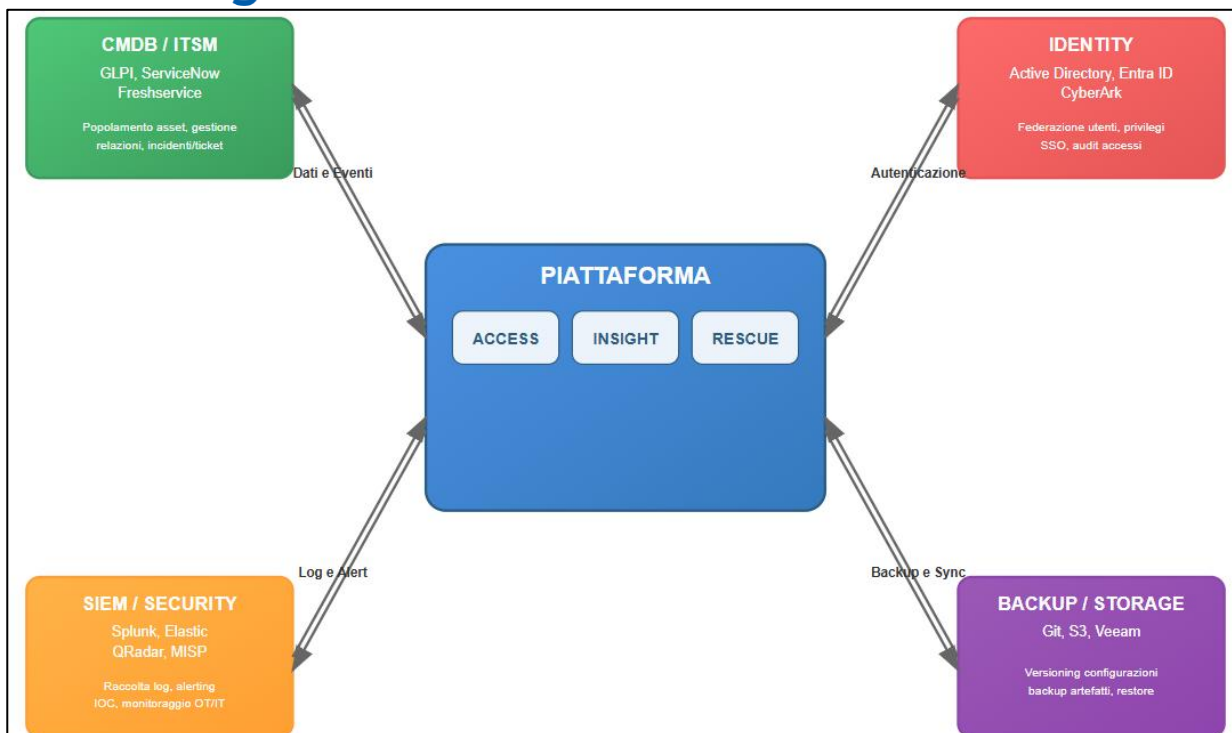 CMDB / ITSM
GLPI, ServiceNow
Freshservice
Popolamento asset, gestione
relazioni, incidenti/ticket
IDENTITY
Active Directory, Entra ID
CyberArk
Federazione utenti, privilegi
SSO, audit accessi
Dati e Eventi
Autenticazione
PIATTAFORMA
ACCESS
INSIGHT
RESCUE
Log e Alert
Backup e Sync
SIEM / SECURITY
Splunk, Elastic
QRadar, MISP
Raccolta log, alerting
IOC, monitoraggio OT/IT
BACKUP / STORAGE
Git, S3, Veeam
Versioning configurazioni
backup artefatti, restore